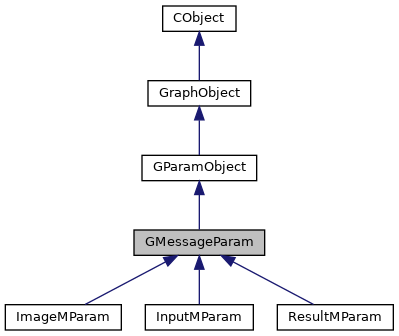 CObject
GraphObject
GParamObject
GMessageParam
ImageMParam
InputMParam
ResultMParam